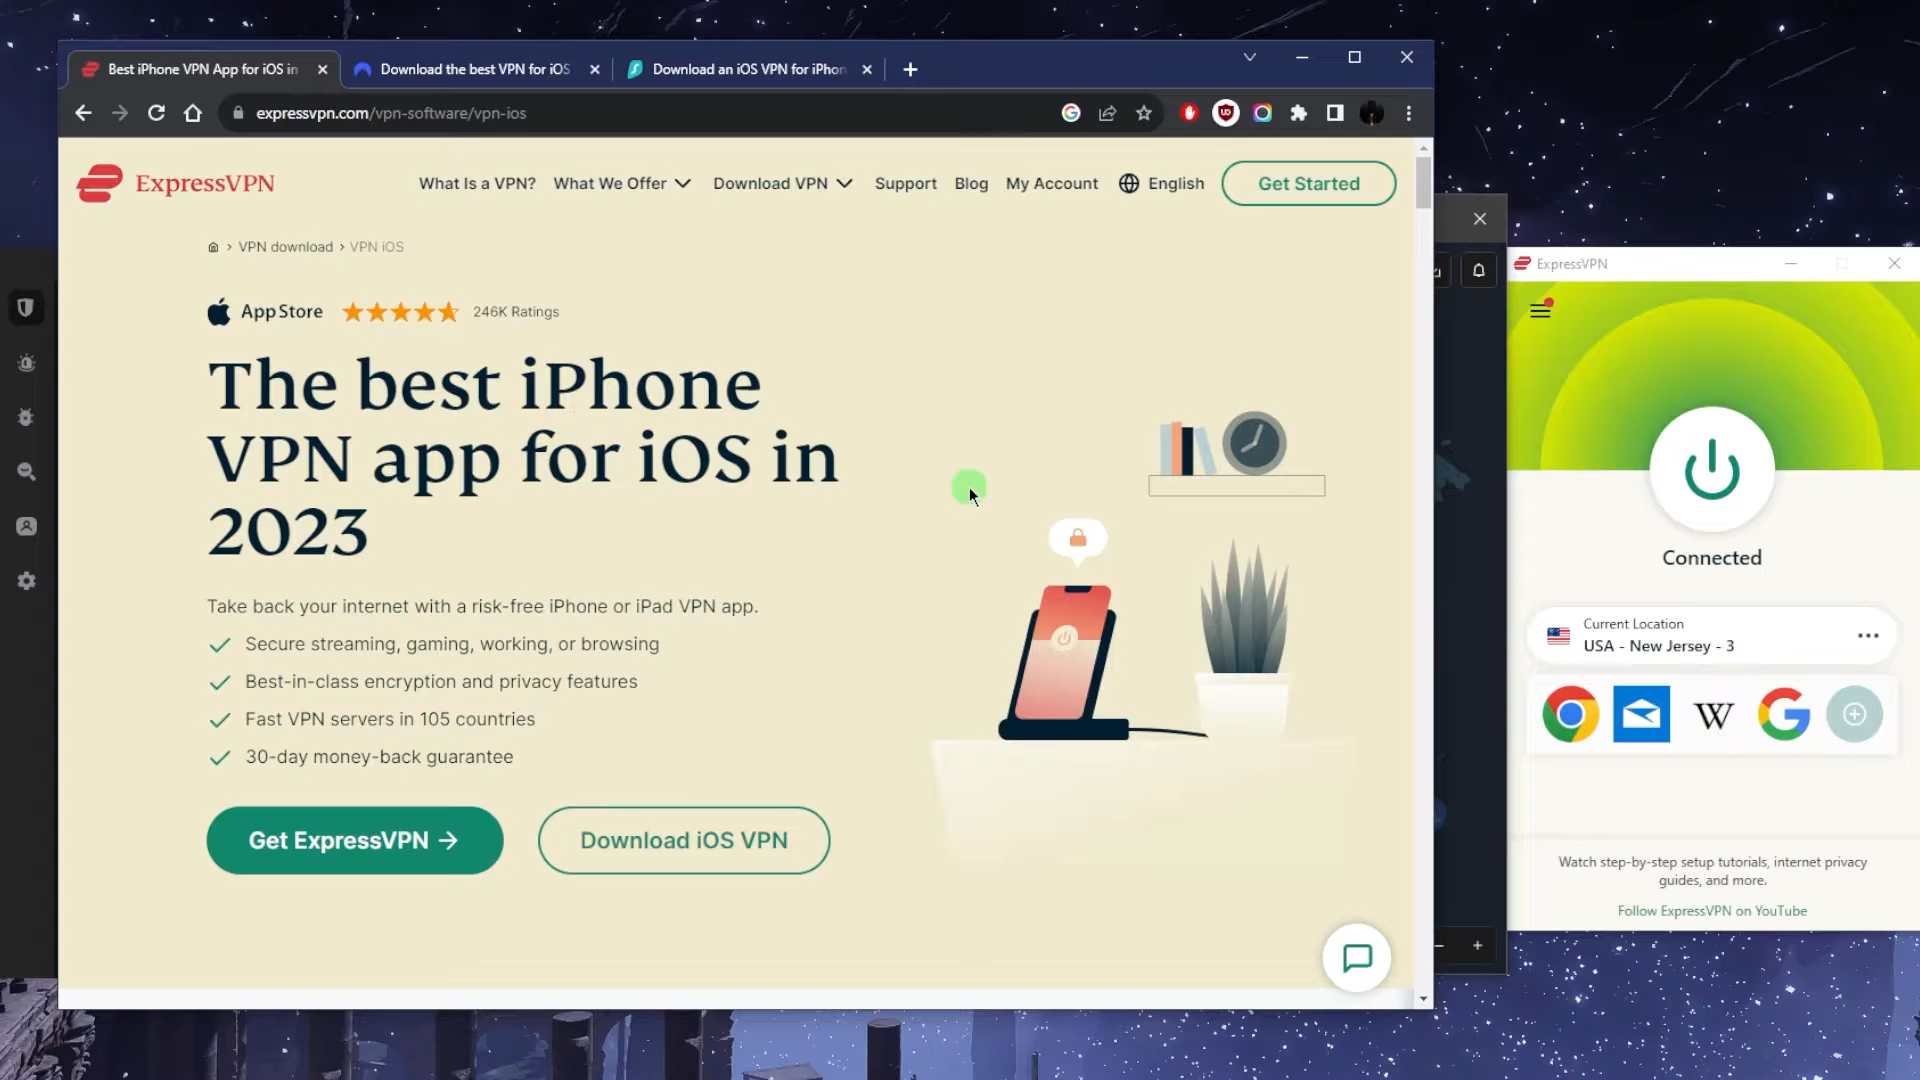 Best iPhone VPN App for iOS in
Download the best VPN for iOS
Download an iOS VPN for iPhon
expressvpn.com/vpn-software/vpn-ios
ExpressVPN
What Is a VPN?
What We Offer
Download VPN
Support
Blog
My Account
English
Get Started
> VPN download > VPN iOS
App Store
246K Ratings
The best iPhone
VPN app for iOS in
2023
Take back your internet with a risk-free iPhone or iPad VPN app.
Secure streaming, gaming, working, or browsing
Best-in-class encryption and privacy features
Fast VPN servers in 105 countries
30-day money-back guarantee
Get ExpressVPN →
Download iOS VPN
ExpressVPN
Connected
Current Location
USA - New Jersey - 3
W
G
Watch step-by-step setup tutorials, internet privacy
guides, and more.
Follow ExpressVPN on YouTube